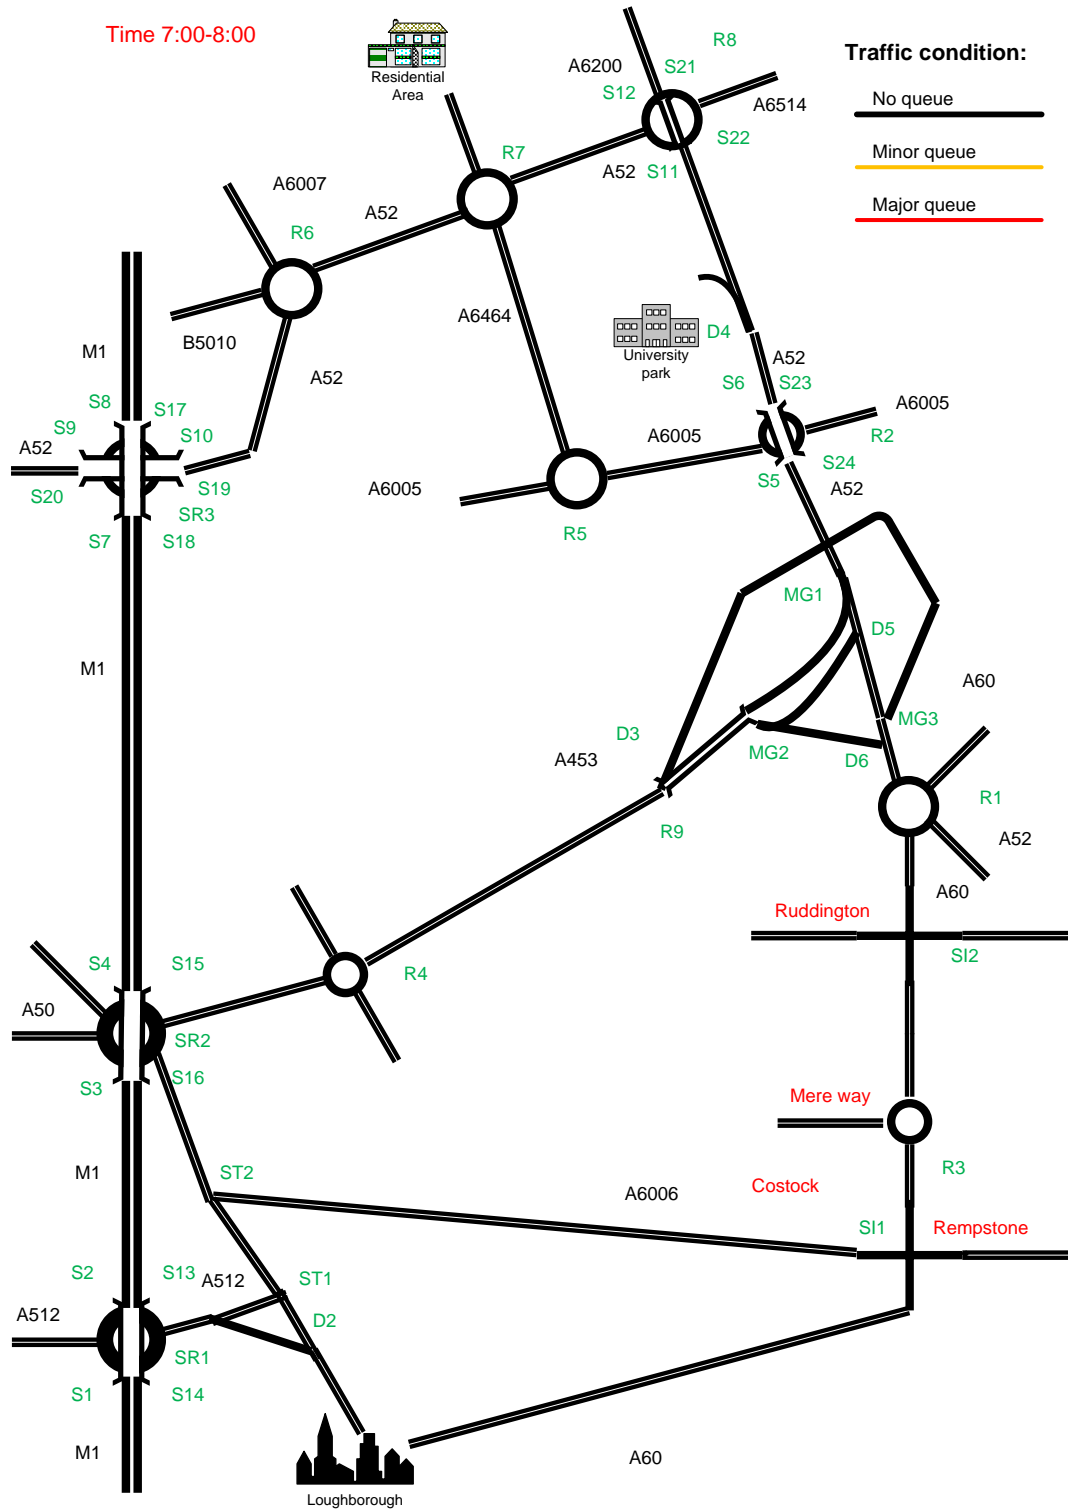 Time 7:00-8:00
R8
Traffic condition:
A6200
S21
Residential
Area
S12
A6514
No queue
S22
R7
A52
S11
Minor queue
A6007
Major queue
A52
R6
A6464
B5010
D4
University
park
A52
M1
A52
S6
S23
S8
S17
A6005
S9
S10
R2
A52
A6005
S24
S20
S19
S5
A6005
A52
SR3
S7
S18
R5
MG1
D5
M1
A60
MG3
D3
MG2
D6
A453
R1
R9
A52
A60
Ruddington
SI2
S4
S15
R4
A50
SR2
S3
S16
Mere way
M1
ST2
R3
Costock
A6006
SI1
Rempstone
S2
S13
A512
ST1
A512
D2
SR1
S1
S14
M1
A60
Loughborough